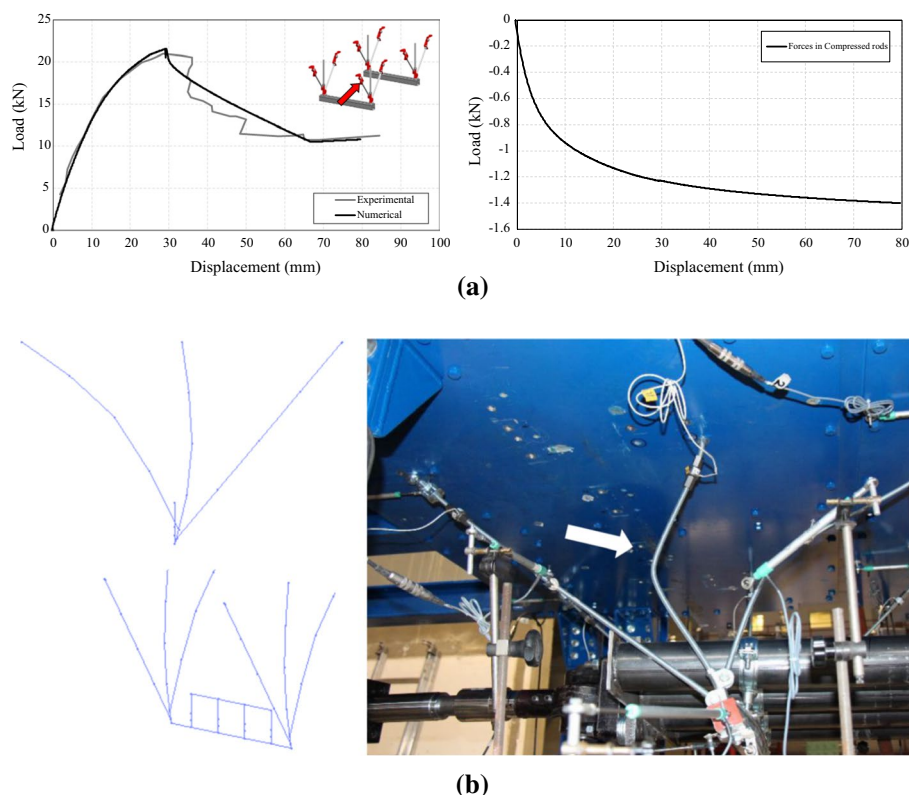 25
20
15
10
5
0
Load (kN)
0 10 20 30 40 50 60 70 80 90 100
Displacement (mm)
Experimental
Numerical
0
-0.2
-0.4
-0.6
-0.8
-1
-1.2
-1.4
-1.6
Load (kN)
0 10 20 30 40 50 60 70 80
Displacement (mm)
Forces in Compressed rods
(a)
(b)